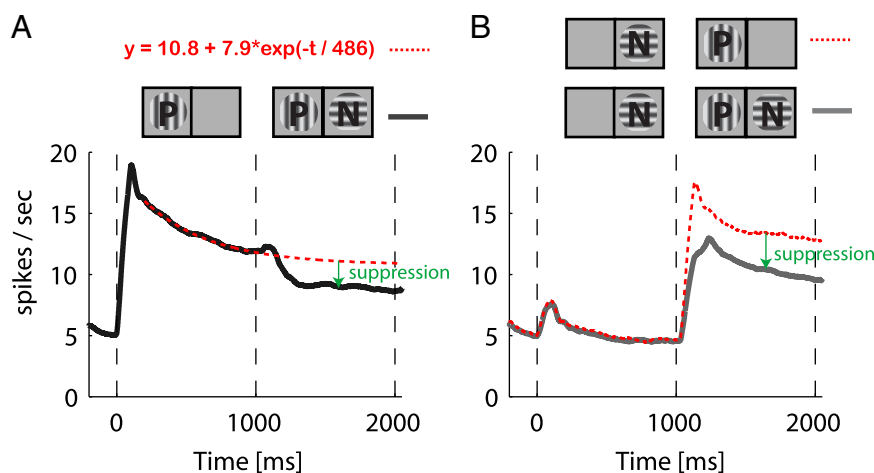 A
y = 10.8 + 7.9*exp(-t / 486)
P
P N
spikes / sec
20
15
10
5
0
suppression
0 1000 2000
Time [ms]
B
N P
N P N
20
15
10
5
0
suppression
0 1000 2000
Time [ms]